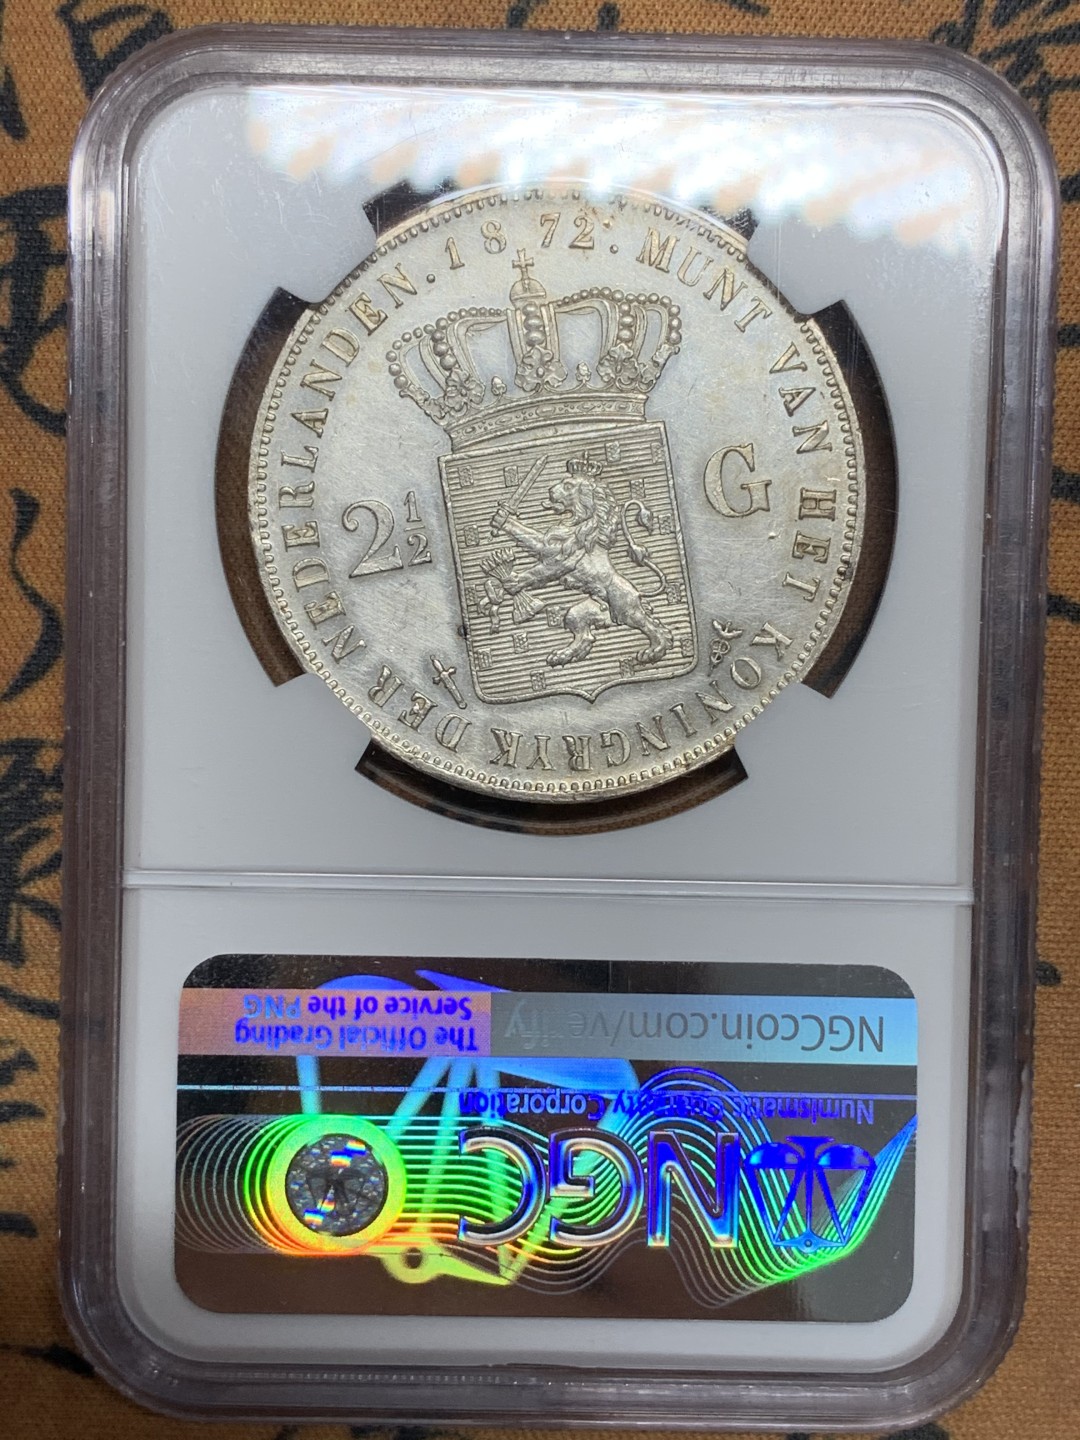 MUNT VAN HET KONINGRYK DER NEDERLANDEN. 1872.
2½ G
NGCcoin.com/verify
The Official Grading
Service of the PNG
Numismatic Guaranty Corporation
NGC